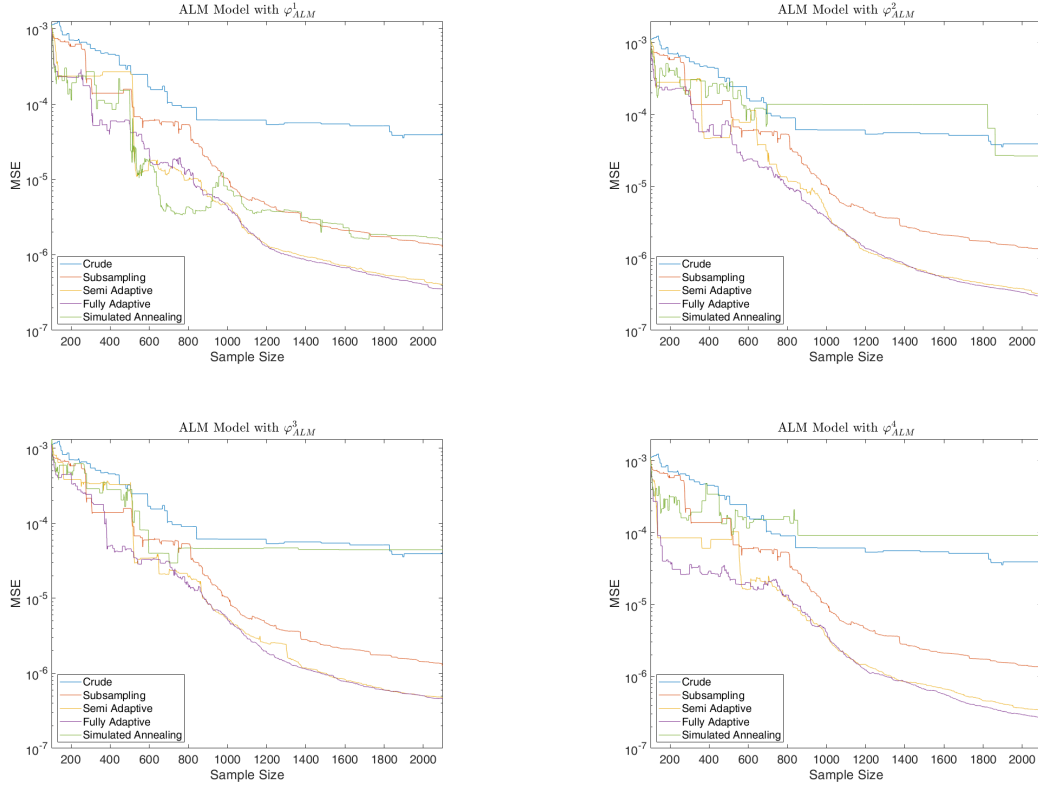 ALM Model with φ¹_ALM
10⁻³
10⁻⁴
10⁻⁵
10⁻⁶
10⁻⁷
MSE
Crude
Subsampling
Semi Adaptive
Fully Adaptive
Simulated Annealing
200 400 600 800 1000 1200 1400 1600 1800 2000
Sample Size
ALM Model with φ²_ALM
10⁻³
10⁻⁴
10⁻⁵
10⁻⁶
10⁻⁷
MSE
Crude
Subsampling
Semi Adaptive
Fully Adaptive
Simulated Annealing
200 400 600 800 1000 1200 1400 1600 1800 2000
Sample Size
ALM Model with φ³_ALM
10⁻³
10⁻⁴
10⁻⁵
10⁻⁶
10⁻⁷
MSE
Crude
Subsampling
Semi Adaptive
Fully Adaptive
Simulated Annealing
200 400 600 800 1000 1200 1400 1600 1800 2000
Sample Size
ALM Model with φ⁴_ALM
10⁻³
10⁻⁴
10⁻⁵
10⁻⁶
10⁻⁷
MSE
Crude
Subsampling
Semi Adaptive
Fully Adaptive
Simulated Annealing
200 400 600 800 1000 1200 1400 1600 1800 2000
Sample Size